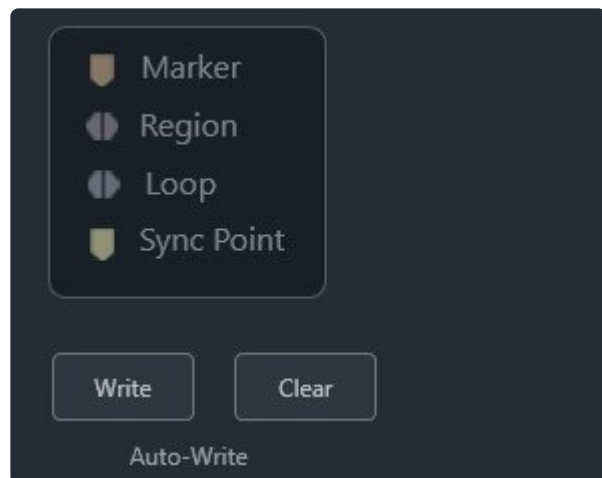 Marker
Region
Loop
Sync Point
Write Clear
Auto-Write